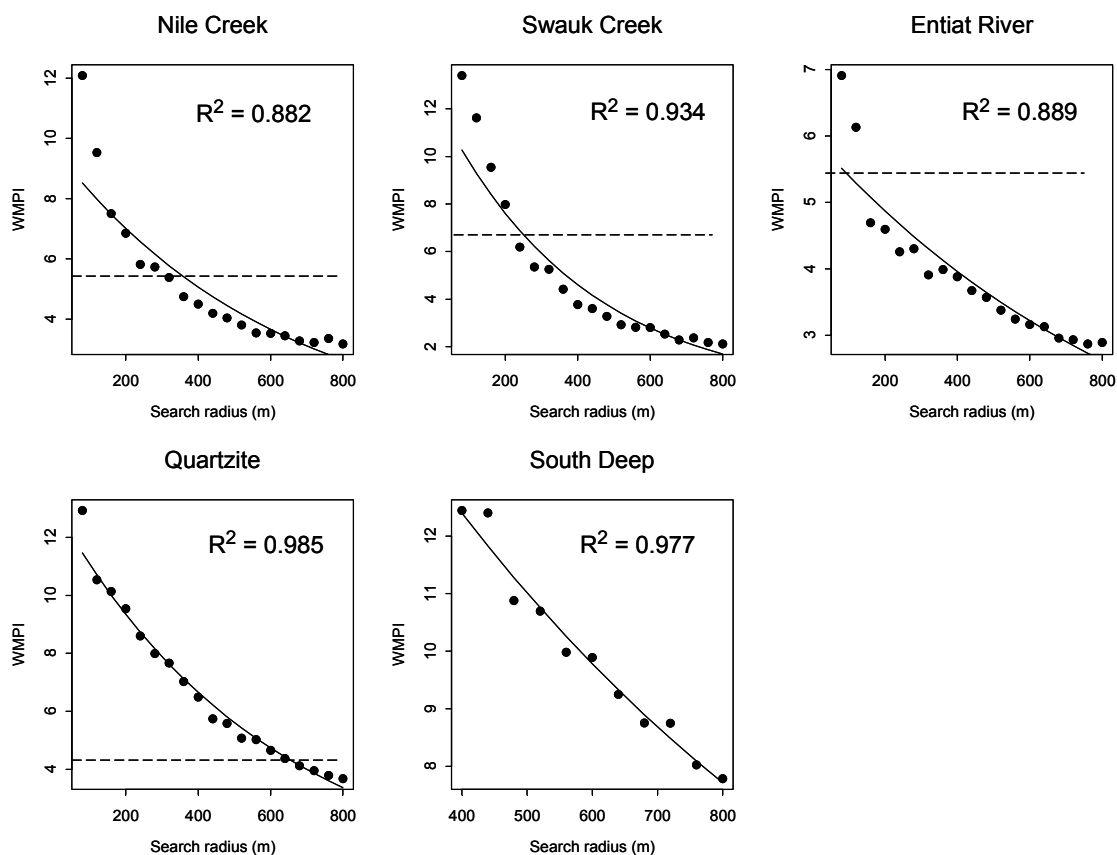 Nile Creek
12
10
8
6
4
WMPI
R² = 0.882
200 400 600 800
Search radius (m)
Swauk Creek
12
10
8
6
4
2
WMPI
R² = 0.934
200 400 600 800
Search radius (m)
Entiat River
7
6
5
4
3
WMPI
R² = 0.889
200 400 600 800
Search radius (m)
Quartzite
12
10
8
6
4
WMPI
R² = 0.985
200 400 600 800
Search radius (m)
South Deep
12
11
10
9
8
WMPI
R² = 0.977
400 500 600 700 800
Search radius (m)